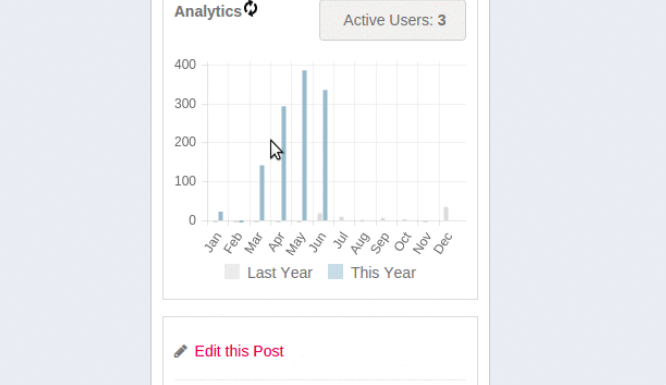 Analytics
Active Users: 3
400
300
200
100
0
Jan Feb Mar Apr May Jun Jul Aug Sep Oct Nov Dec
Last Year This Year
Edit this Post